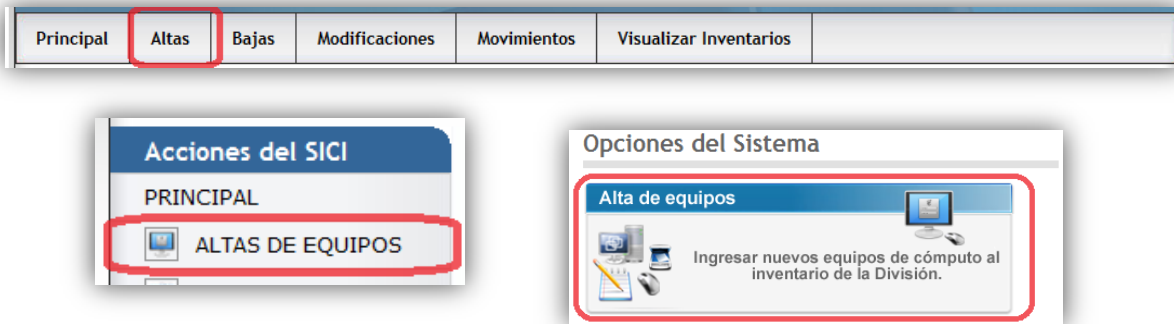 Principal Altas Bajas Modificaciones Movimientos Visualizar Inventarios
Acciones del SICI
PRINCIPAL
ALTAS DE EQUIPOS
Opciones del Sistema
Alta de equipos
Ingresar nuevos equipos de cómputo al
inventario de la División.